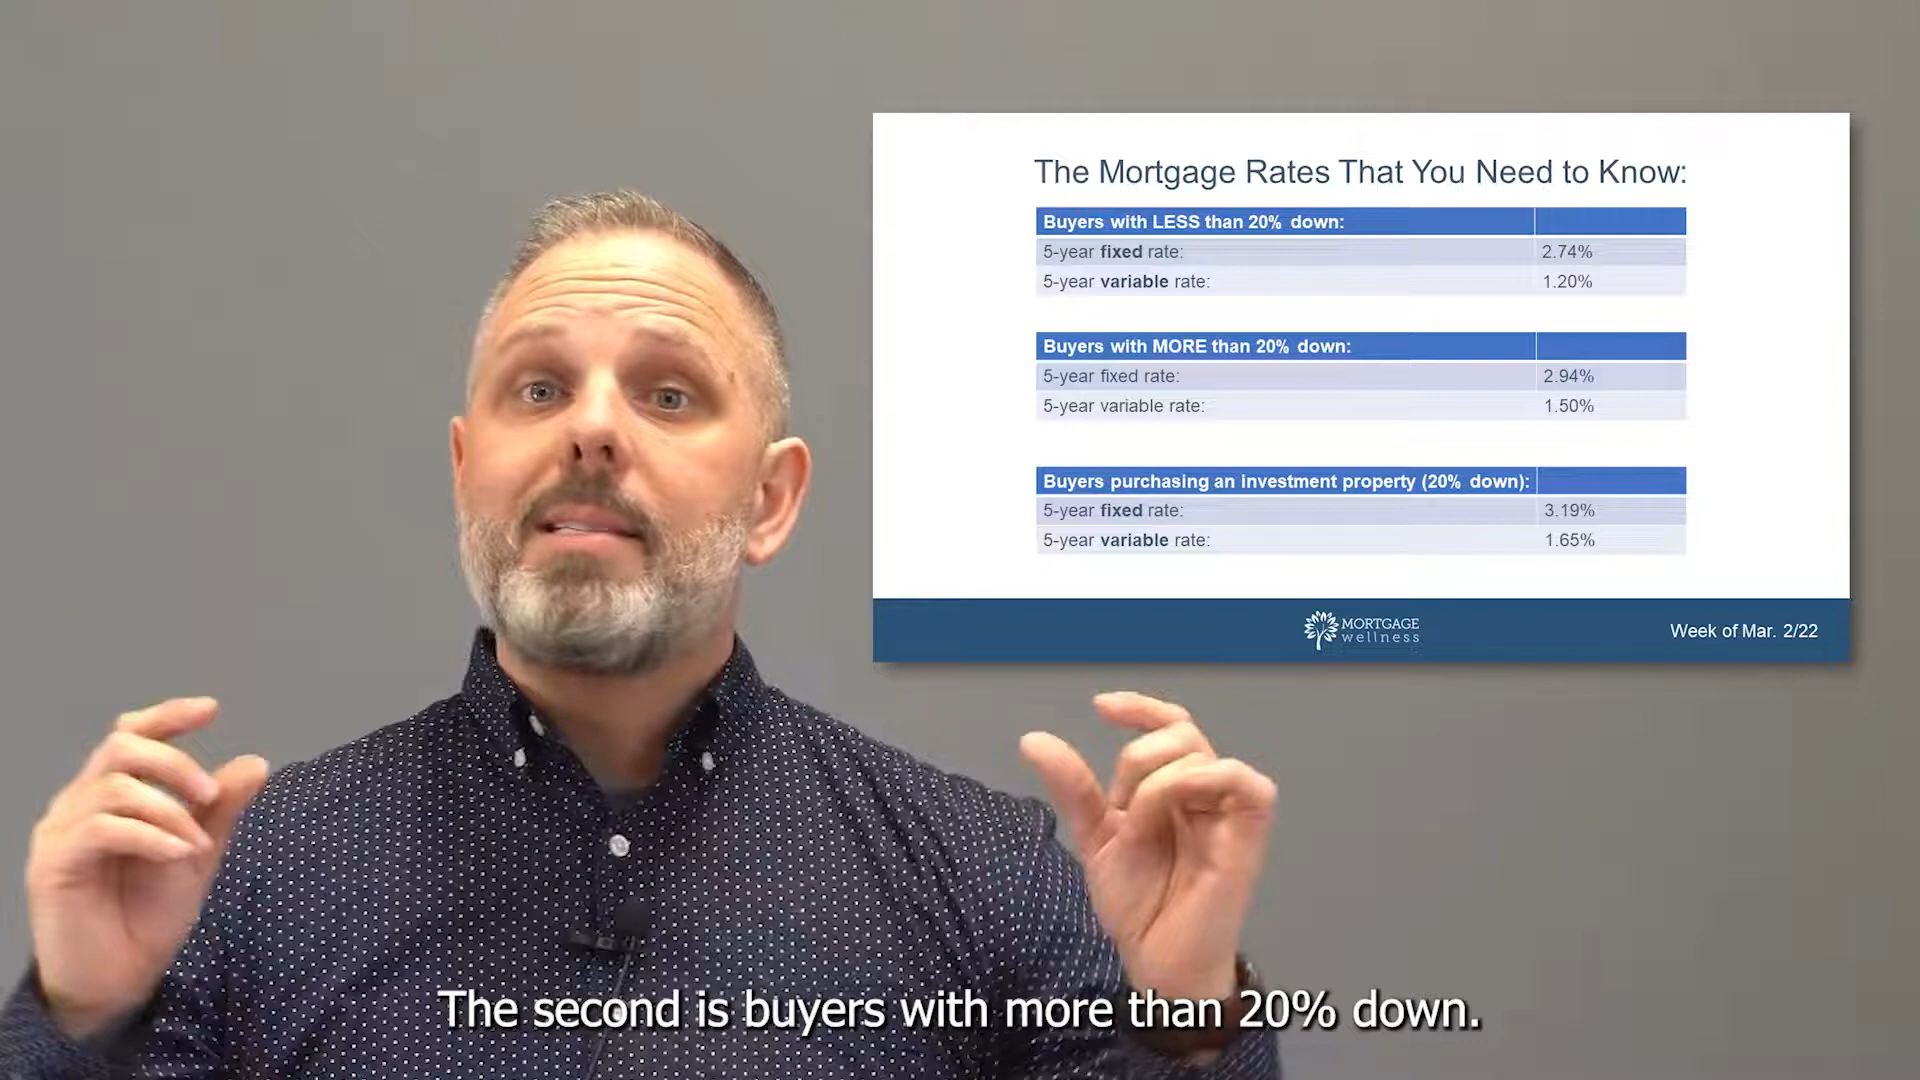 The Mortgage Rates That You Need to Know:
Buyers with LESS than 20% down:
5-year fixed rate: 2.74%
5-year variable rate: 1.20%
Buyers with MORE than 20% down:
5-year fixed rate: 2.94%
5-year variable rate: 1.50%
Buyers purchasing an investment property (20% down):
5-year fixed rate: 3.19%
5-year variable rate: 1.65%
MORTGAGE
wellness
Week of Mar. 2/22
The second is buyers with more than 20% down.